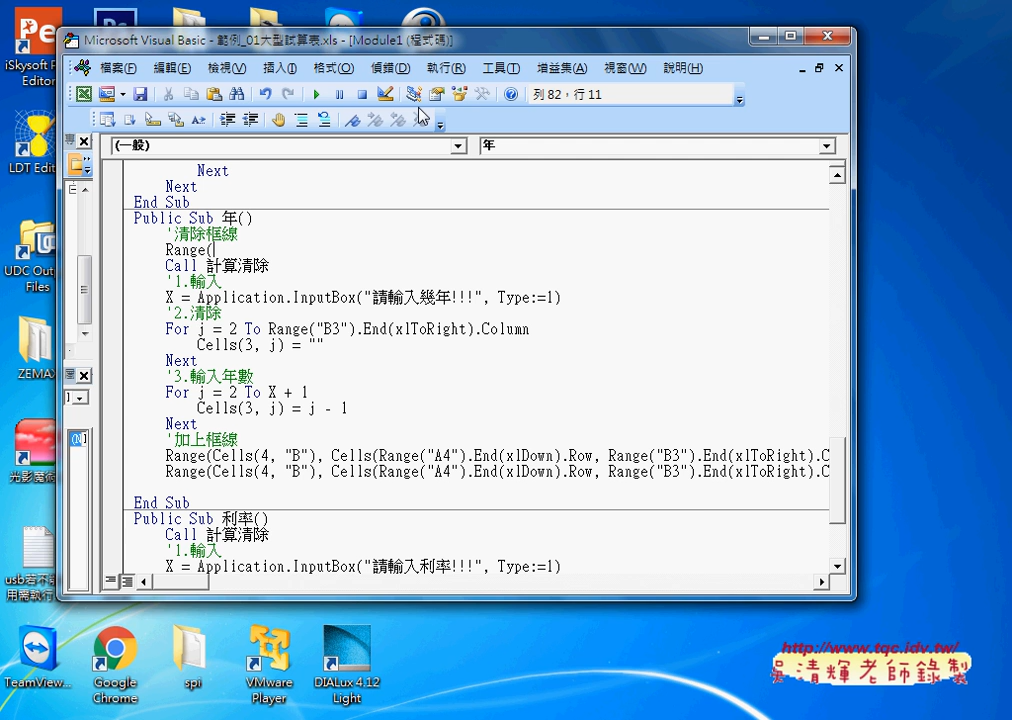 Microsoft Visual Basic - 範例_01大型試算表.xls - [Module1 (程式碼)]
檔案(F) 編輯(E) 檢視(V) 插入(I) 格式(O) 偵錯(D) 執行(R) 工具(T) 增益集(A) 視窗(W) 說明(H)
列 82，行 11
(一般) 年
Next
Next
End Sub
Public Sub 年()
'清除框線
Range(
Call 計算清除
'1.輸入
X = Application.InputBox("請輸入幾年!!!", Type:=1)
'2.清除
For j = 2 To Range("B3").End(xlToRight).Column
Cells(3, j) = ""
Next
'3.輸入年數
For j = 2 To X + 1
Cells(3, j) = j - 1
Next
'加上框線
Range(Cells(4, "B"), Cells(Range("A4").End(xlDown).Row, Range("B3").End(xlToRight).C
Range(Cells(4, "B"), Cells(Range("A4").End(xlDown).Row, Range("B3").End(xlToRight).C
End Sub
Public Sub 利率()
Call 計算清除
'1.輸入
X = Application.InputBox("請輸入利率!!!", Type:=1)
iSkysoft P
Editor
LDT Edit
UDC Out
Files
ZEMAX
光影魔術
usb若不
用需執行
TeamView...
Google
Chrome
spi
VMware
Player
DIALux 4.12
Light
http://www.tqc.idv.tw/
吳清輝老師錄製